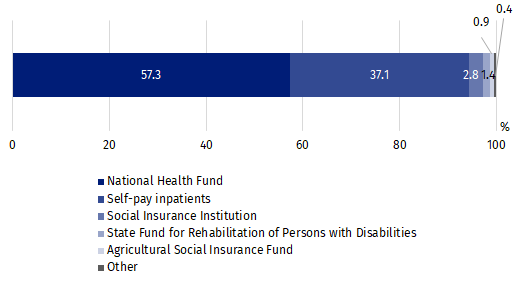 0.4
0.9
57.3 37.1 2.8 1.4
%
0 20 40 60 80 100
National Health Fund
Self-pay inpatients
Social Insurance Institution
State Fund for Rehabilitation of Persons with Disabilities
Agricultural Social Insurance Fund
Other